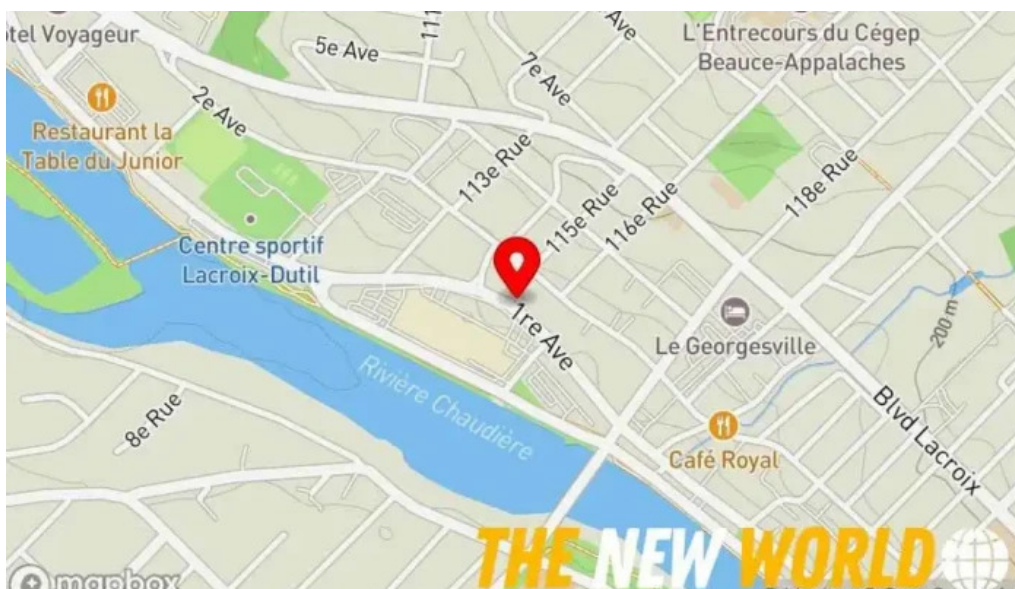 tel Voyageur
5e Ave
111
Ave
L'Entrecours du Cégep
Beauce-Appalaches
7e Ave
2e Ave
Restaurant la
Table du Junior
113e Rue
115e Rue
116e Rue
118e Rue
Centre sportif
Lacroix-Dutil
1re Ave
200 m
Le Georgesville
Rivière Chaudière
8e Rue
Blvd Lacroix
Café Royal
THE NEW WORLD
mapbox